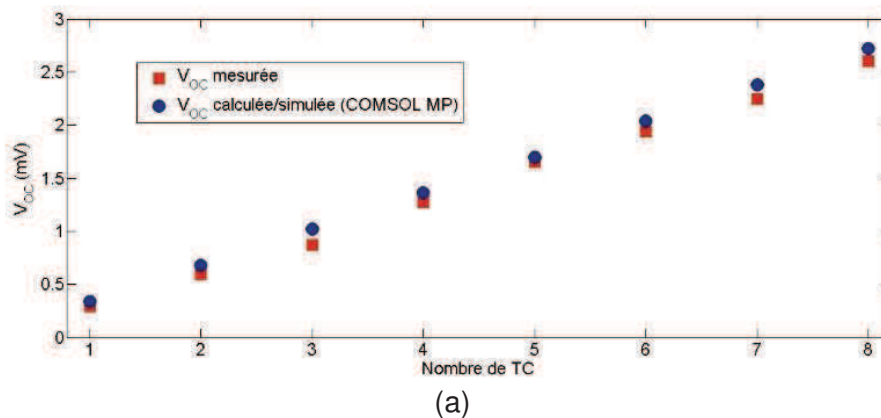 3
2.5
2
1.5
1
0.5
0
V_OC (mV)
V_OC mesurée
V_OC calculée/simulée (COMSOL MP)
1 2 3 4 5 6 7 8
Nombre de TC
(a)